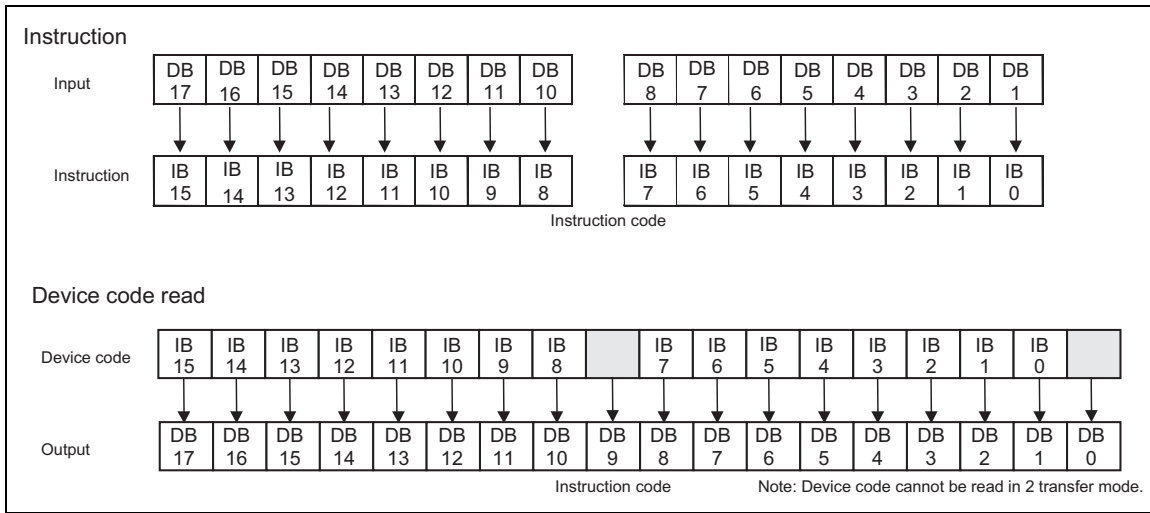 Instruction
Input
DB 17 DB 16 DB 15 DB 14 DB 13 DB 12 DB 11 DB 10 DB 8 DB 7 DB 6 DB 5 DB 4 DB 3 DB 2 DB 1
Instruction
IB 15 IB 14 IB 13 IB 12 IB 11 IB 10 IB 9 IB 8 IB 7 IB 6 IB 5 IB 4 IB 3 IB 2 IB 1 IB 0
Instruction code
Device code read
Device code
IB 15 IB 14 IB 13 IB 12 IB 11 IB 10 IB 9 IB 8 IB 7 IB 6 IB 5 IB 4 IB 3 IB 2 IB 1 IB 0
Output
DB 17 DB 16 DB 15 DB 14 DB 13 DB 12 DB 11 DB 10 DB 9 DB 8 DB 7 DB 6 DB 5 DB 4 DB 3 DB 2 DB 1 DB 0
Instruction code
Note: Device code cannot be read in 2 transfer mode.